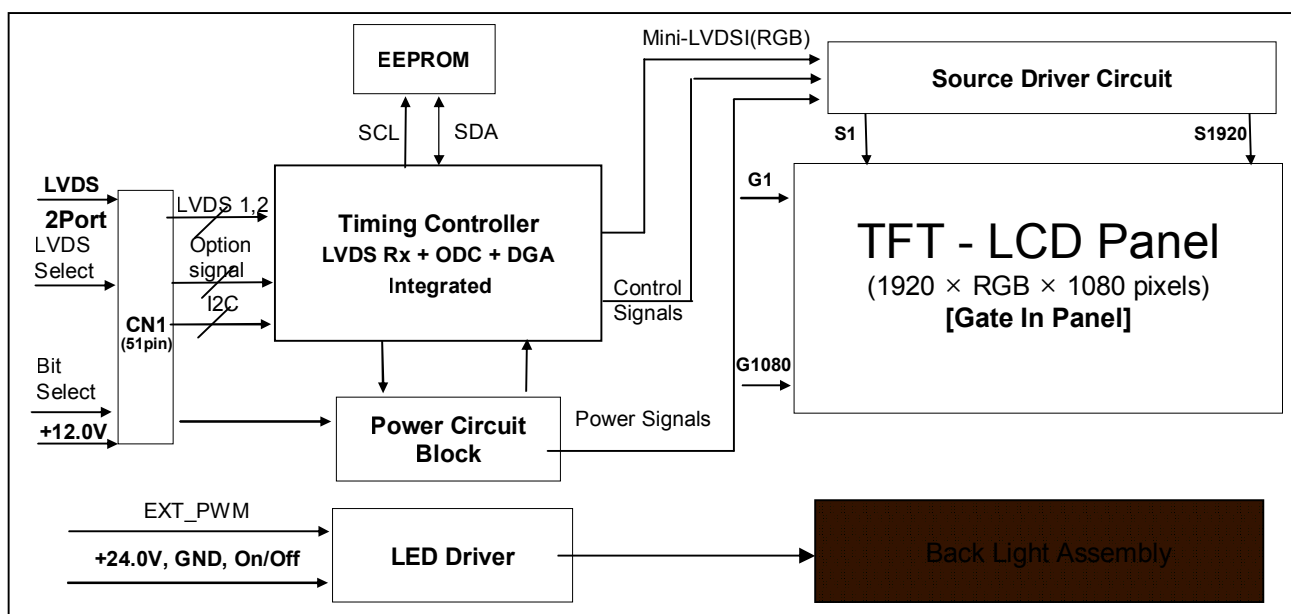 EEPROM
SCL
SDA
Mini-LVDSI(RGB)
Source Driver Circuit
S1
S1920
LVDS
2Port
LVDS
Select
Bit
Select
+12.0V
CN1
(51pin)
LVDS 1,2
Option
signal
I2C
Timing Controller
LVDS Rx + ODC + DGA
Integrated
Control
Signals
G1
G1080
TFT - LCD Panel
(1920 × RGB × 1080 pixels)
[Gate In Panel]
Power Circuit
Block
Power Signals
EXT_PWM
+24.0V, GND, On/Off
LED Driver
Back Light Assembly